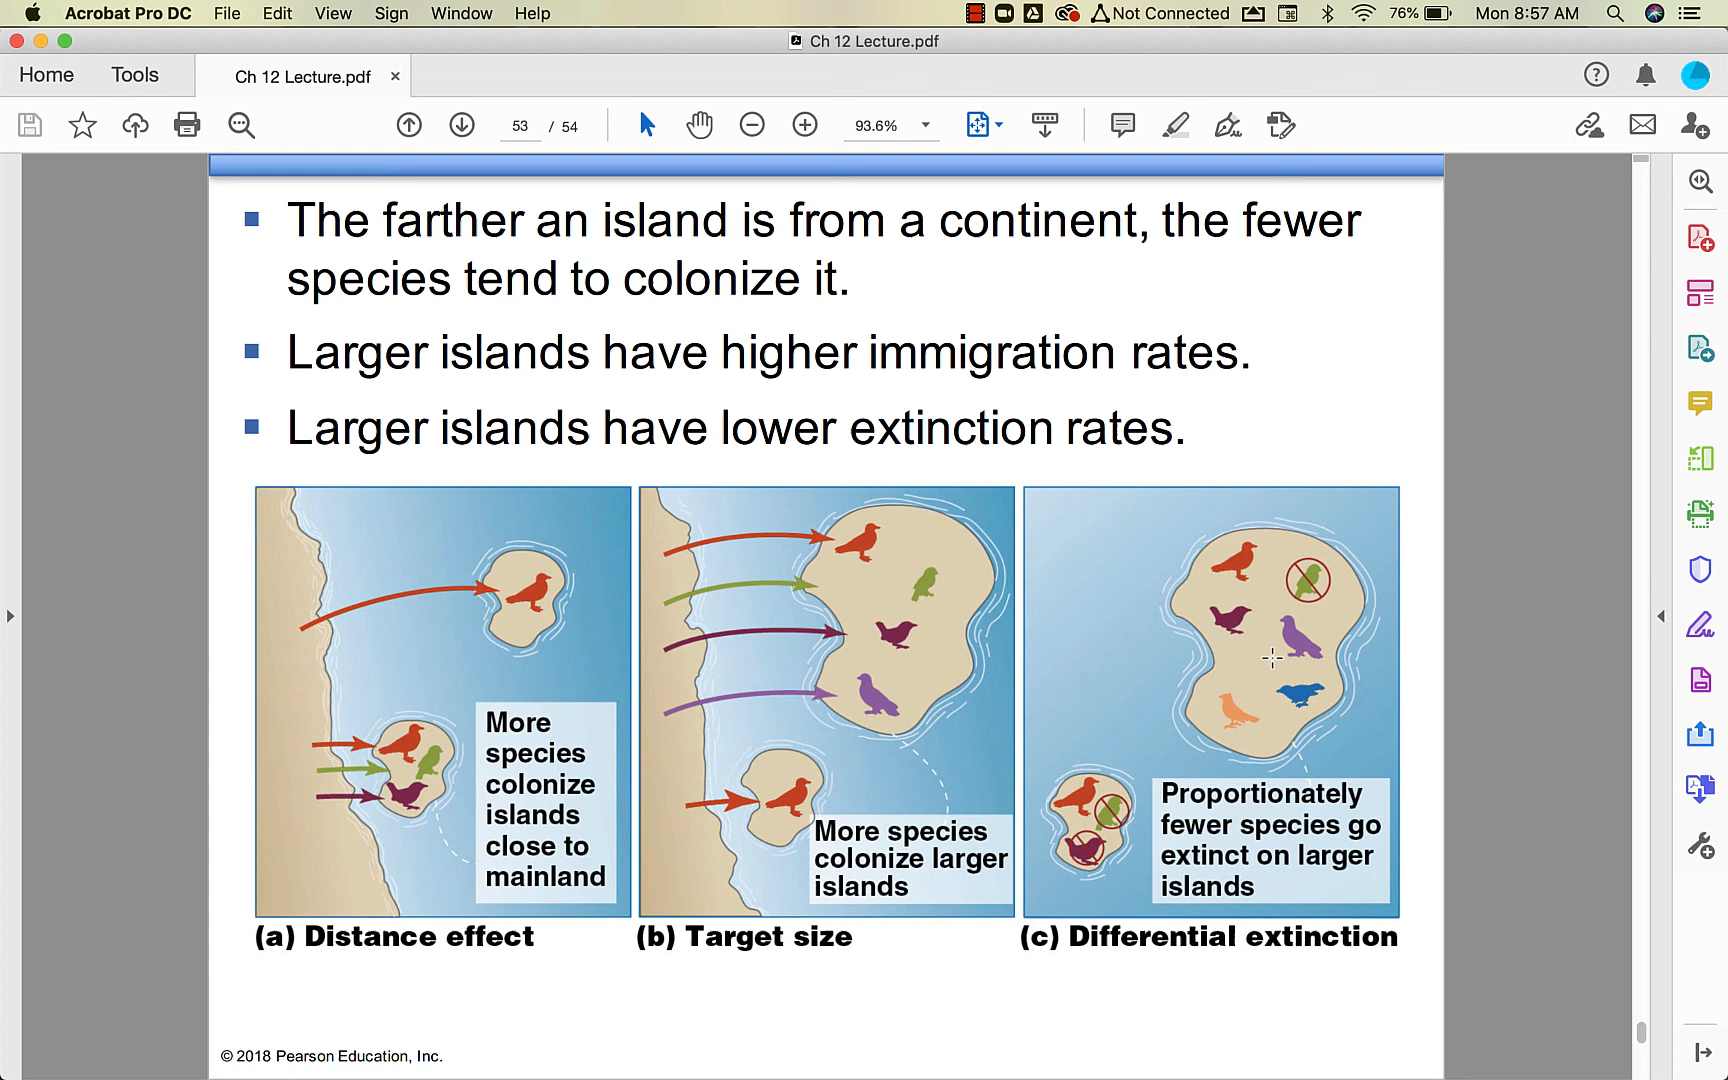 Acrobat Pro DC File Edit View Sign Window Help Not Connected 76% Mon 8:57 AM
Ch 12 Lecture.pdf
Home Tools Ch 12 Lecture.pdf ×
53 / 54 93.6%
The farther an island is from a continent, the fewer
species tend to colonize it.
Larger islands have higher immigration rates.
Larger islands have lower extinction rates.
More
species
colonize
islands
close to
mainland
(a) Distance effect
More species
colonize larger
islands
(b) Target size
Proportionately
fewer species go
extinct on larger
islands
(c) Differential extinction
© 2018 Pearson Education, Inc.